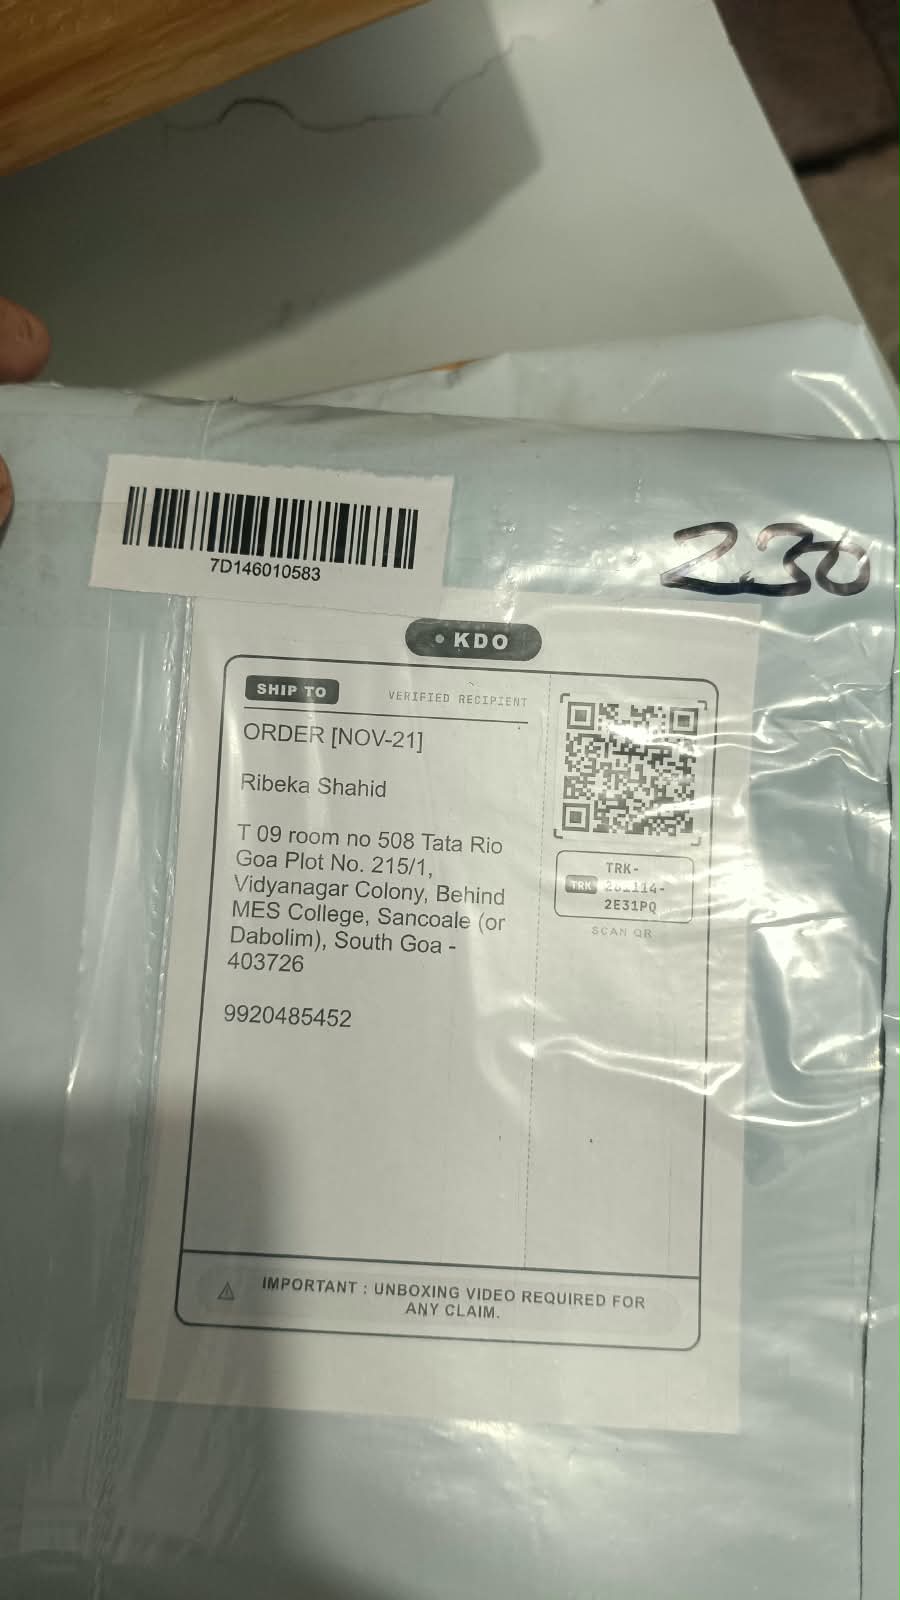 7D146010583
230
KDO
SHIP TO
VERIFIED RECIPIENT
ORDER [NOV-21]
Ribeka Shahid
T 09 room no 508 Tata Rio
Goa Plot No. 215/1,
Vidyanagar Colony, Behind
MES College, Sancoale (or
Dabolim), South Goa -
403726
9920485452
TRK-
TRK
2E31PQ
SCAN QR
IMPORTANT : UNBOXING VIDEO REQUIRED FOR
ANY CLAIM.